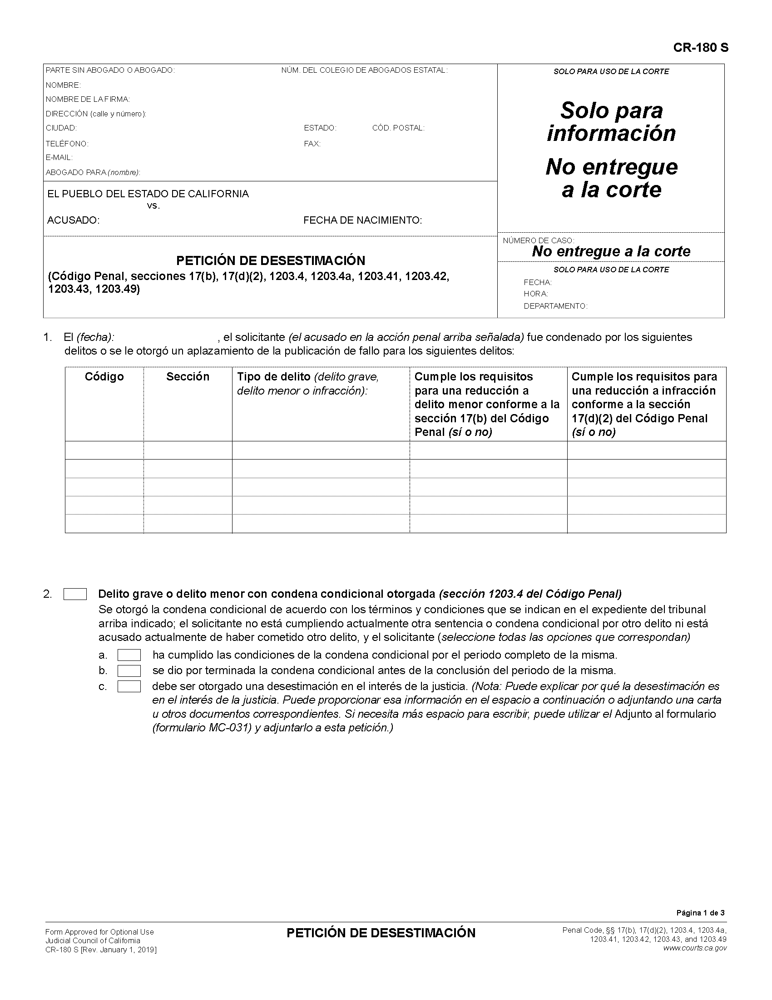 CR-180 S
PARTE SIN ABOGADO O ABOGADO: NÚM. DEL COLEGIO DE ABOGADOS ESTATAL:
NOMBRE:
NOMBRE DE LA FIRMA:
DIRECCIÓN (calle y número):
CIUDAD: ESTADO: CÓD. POSTAL:
TELÉFONO: FAX:
E-MAIL:
ABOGADO PARA (nombre):
SOLO PARA USO DE LA CORTE
Solo para
información
No entregue
a la corte
EL PUEBLO DEL ESTADO DE CALIFORNIA
vs.
ACUSADO: FECHA DE NACIMIENTO:
NÚMERO DE CASO:
No entregue a la corte
PETICIÓN DE DESESTIMACIÓN
(Código Penal, secciones 17(b), 17(d)(2), 1203.4, 1203.4a, 1203.41, 1203.42,
1203.43, 1203.49)
SOLO PARA USO DE LA CORTE
FECHA:
HORA:
DEPARTAMENTO:
1. El (fecha): , el solicitante (el acusado en la acción penal arriba señalada) fue condenado por los siguientes
delitos o se le otorgó un aplazamiento de la publicación de fallo para los siguientes delitos:
Código
Sección
Tipo de delito (delito grave,
delito menor o infracción):
Cumple los requisitos
para una reducción a
delito menor conforme a la
sección 17(b) del Código
Penal (sí o no)
Cumple los requisitos para
una reducción a infracción
conforme a la sección
17(d)(2) del Código Penal
(sí o no)
2. Delito grave o delito menor con condena condicional otorgada (sección 1203.4 del Código Penal)
Se otorgó la condena condicional de acuerdo con los términos y condiciones que se indican en el expediente del tribunal
arriba indicado; el solicitante no está cumpliendo actualmente otra sentencia o condena condicional por otro delito ni está
acusado actualmente de haber cometido otro delito, y el solicitante (seleccione todas las opciones que correspondan)
a. ha cumplido las condiciones de la condena condicional por el periodo completo de la misma.
b. se dio por terminada la condena condicional antes de la conclusión del periodo de la misma.
c. debe ser otorgado una desestimación en el interés de la justicia. (Nota: Puede explicar por qué la desestimación es
en el interés de la justicia. Puede proporcionar esa información en el espacio a continuación o adjuntando una carta
u otros documentos correspondientes. Si necesita más espacio para escribir, puede utilizar el Adjunto al formulario
(formulario MC-031) y adjuntarlo a esta petición.)
Página 1 de 3
Form Approved for Optional Use
Judicial Council of California
CR-180 S [Rev. January 1, 2019]
PETICIÓN DE DESESTIMACIÓN
Penal Code, §§ 17(b), 17(d)(2), 1203.4, 1203.4a,
1203.41, 1203.42, 1203.43, and 1203.49
www.courts.ca.gov